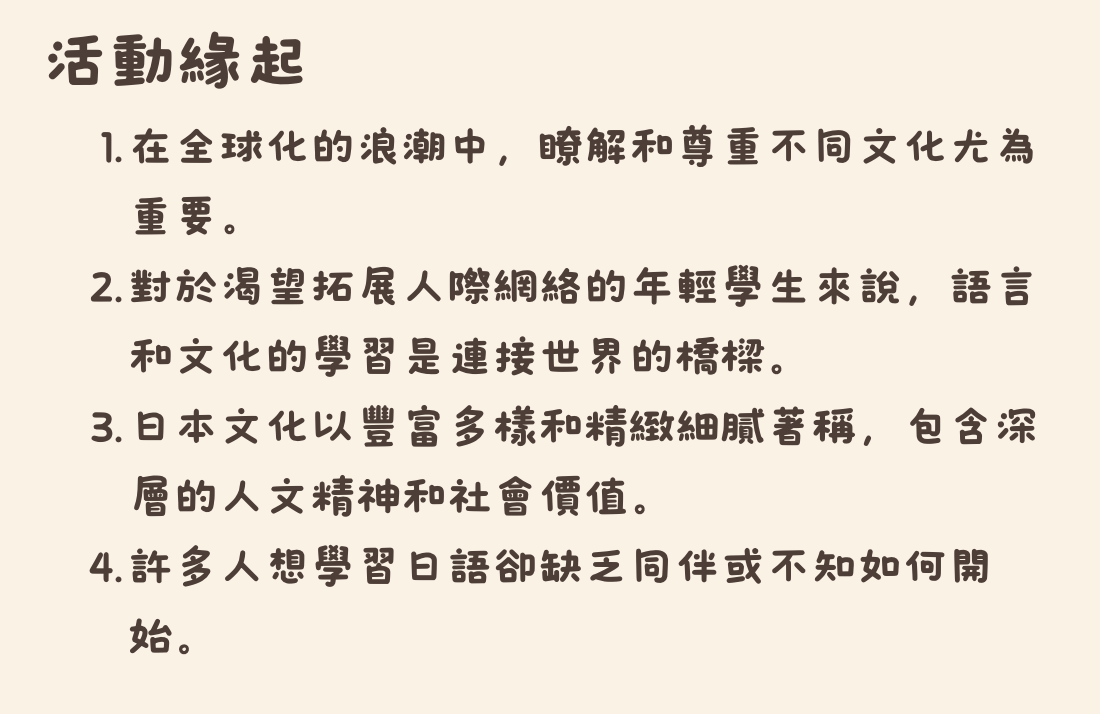 活動緣起
1. 在全球化的浪潮中，瞭解和尊重不同文化尤為
重要。
2. 對於渴望拓展人際網絡的年輕學生來說，語言
和文化的學習是連接世界的橋樑。
3. 日本文化以豐富多樣和精緻細膩著稱，包含深
層的人文精神和社會價值。
4. 許多人想學習日語卻缺乏同伴或不知如何開
始。